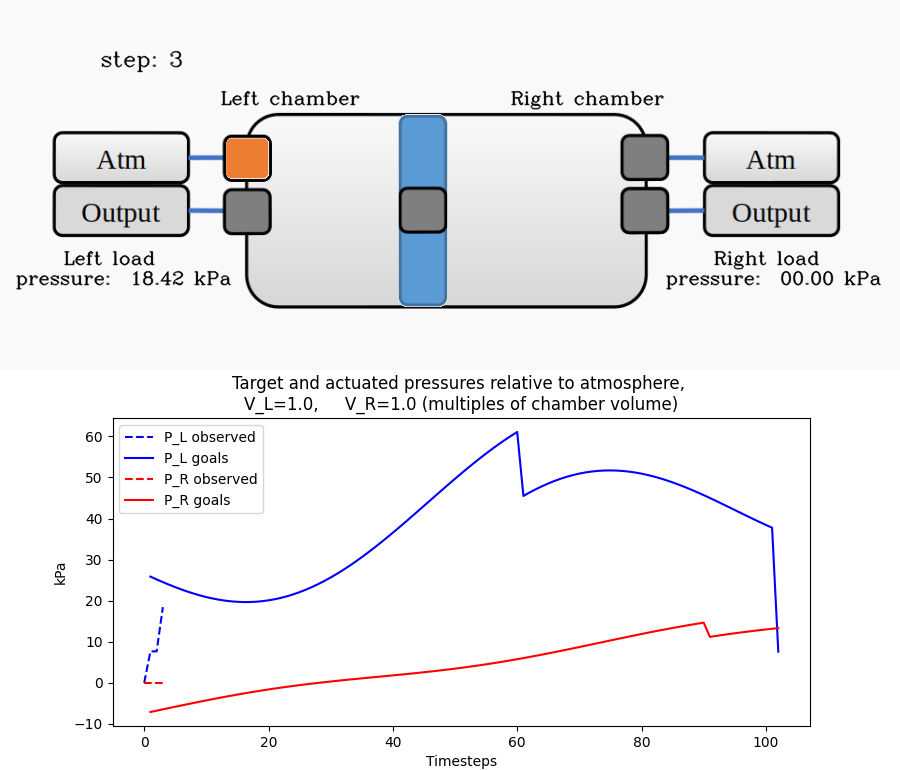 step: 3
Left chamber
Right chamber
Atm
Atm
Output
Output
Left load
pressure: 18.42 kPa
Right load
pressure: 00.00 kPa
Target and actuated pressures relative to atmosphere,
V_L=1.0, V_R=1.0 (multiples of chamber volume)
P_L observed
P_L goals
P_R observed
P_R goals
60
50
40
30
20
10
0
−10
kPa
0
20
40
60
80
100
Timesteps